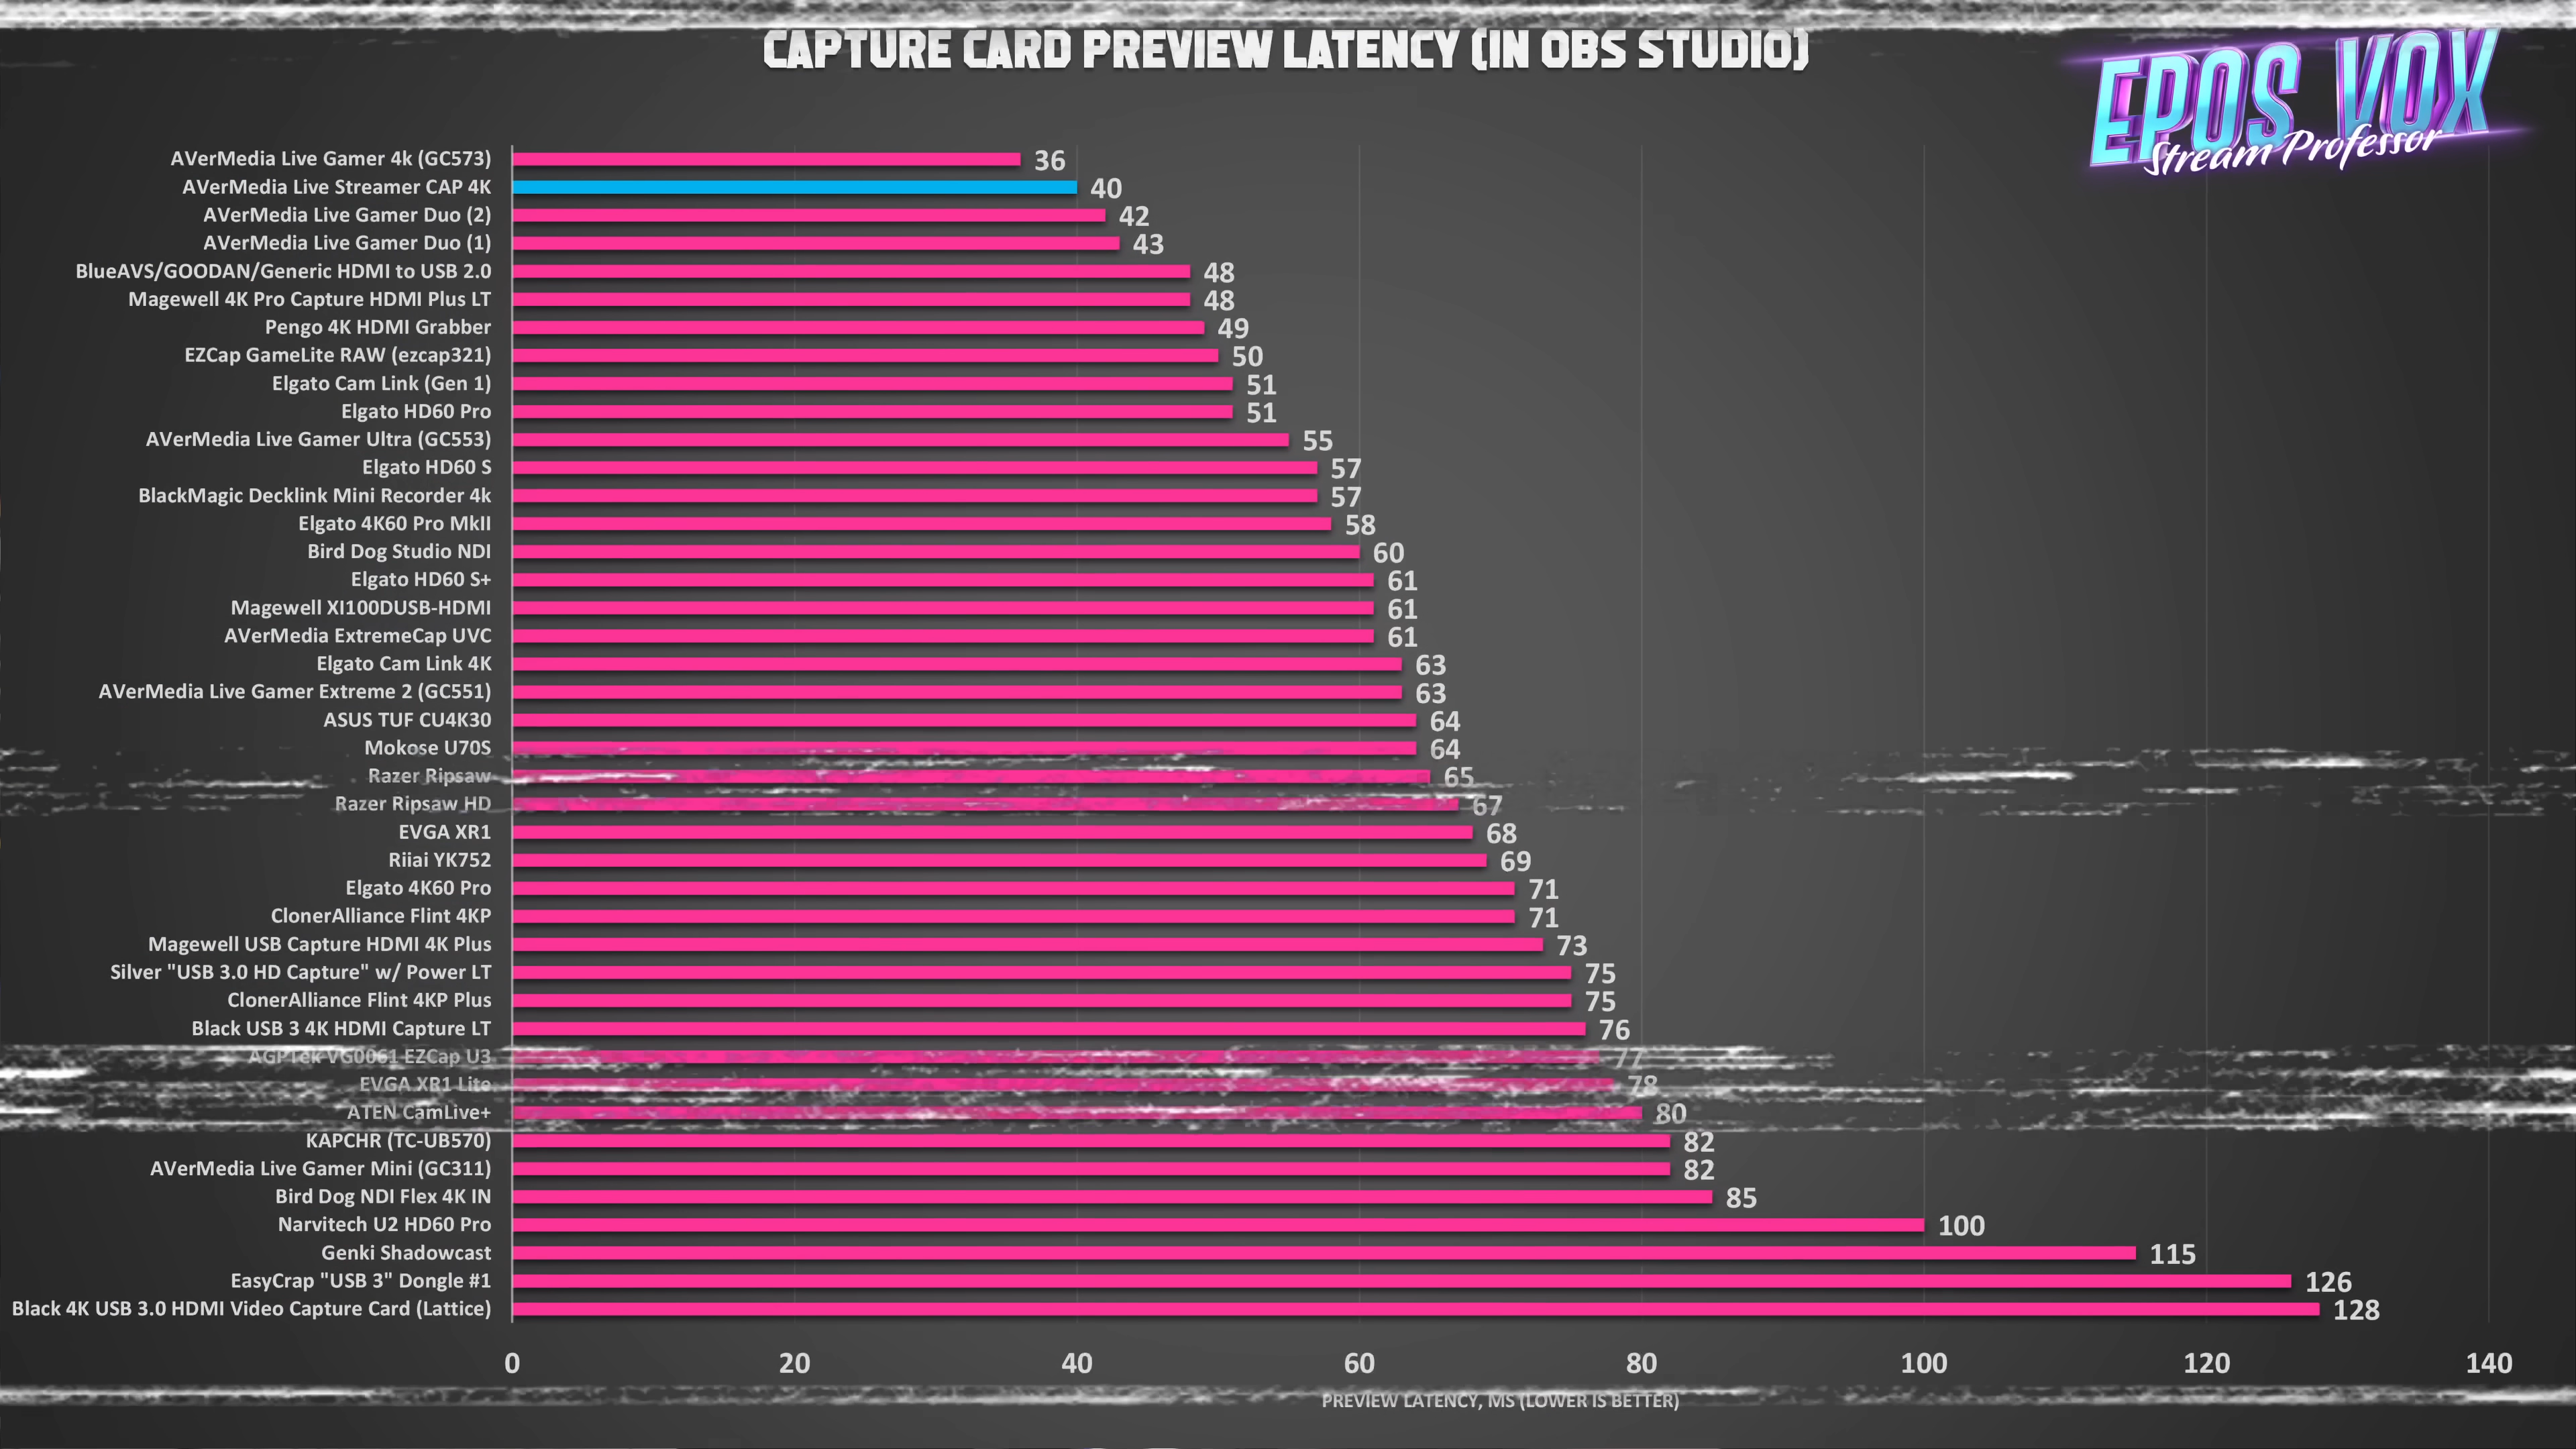 CAPTURE CARD PREVIEW LATENCY (IN OBS STUDIO)
EPOS VOX
Stream Professor
AVerMedia Live Gamer 4k (GC573) 36
AVerMedia Live Streamer CAP 4K 40
AVerMedia Live Gamer Duo (2) 42
AVerMedia Live Gamer Duo (1) 43
BlueAVS/GOODAN/Generic HDMI to USB 2.0 48
Magewell 4K Pro Capture HDMI Plus LT 48
Pengo 4K HDMI Grabber 49
EZCap GameLite RAW (ezcap321) 50
Elgato Cam Link (Gen 1) 51
Elgato HD60 Pro 51
AVerMedia Live Gamer Ultra (GC553) 55
Elgato HD60 S 57
BlackMagic Decklink Mini Recorder 4k 57
Elgato 4K60 Pro MkII 58
Bird Dog Studio NDI 60
Elgato HD60 S+ 61
Magewell XI100DUSB-HDMI 61
AVerMedia ExtremeCap UVC 61
Elgato Cam Link 4K 63
AVerMedia Live Gamer Extreme 2 (GC551) 63
ASUS TUF CU4K30 64
Mokose U70S 64
Razer Ripsaw 65
Razer Ripsaw HD 67
EVGA XR1 68
Riiai YK752 69
Elgato 4K60 Pro 71
ClonerAlliance Flint 4KP 71
Magewell USB Capture HDMI 4K Plus 73
Silver "USB 3.0 HD Capture" w/ Power LT 75
ClonerAlliance Flint 4KP Plus 75
Black USB 3 4K HDMI Capture LT 76
AGPTek VG0061 EZCap U3 77
EVGA XR1 Lite 78
ATEN CamLive+ 80
KAPCHR (TC-UB570) 82
AVerMedia Live Gamer Mini (GC311) 82
Bird Dog NDI Flex 4K IN 85
Narvitech U2 HD60 Pro 100
Genki Shadowcast 115
EasyCrap "USB 3" Dongle #1 126
Black 4K USB 3.0 HDMI Video Capture Card (Lattice) 128
0 20 40 60 80 100 120 140
PREVIEW LATENCY, MS (LOWER IS BETTER)